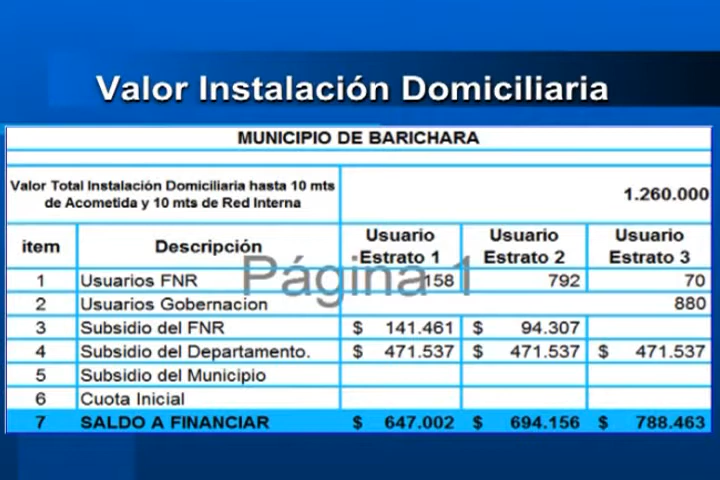 Valor Instalación Domiciliaria
MUNICIPIO DE BARICHARA
Valor Total Instalación Domiciliaria hasta 10 mts
de Acometida y 10 mts de Red Interna
1.260.000
item Descripción Usuario Estrato 1 Usuario Estrato 2 Usuario Estrato 3
1 Usuarios FNR 158 792 70
2 Usuarios Gobernacion 880
3 Subsidio del FNR $ 141.461 $ 94.307
4 Subsidio del Departamento. $ 471.537 $ 471.537 $ 471.537
5 Subsidio del Municipio
6 Cuota Inicial
7 SALDO A FINANCIAR $ 647.002 $ 694.156 $ 788.463
Página 1